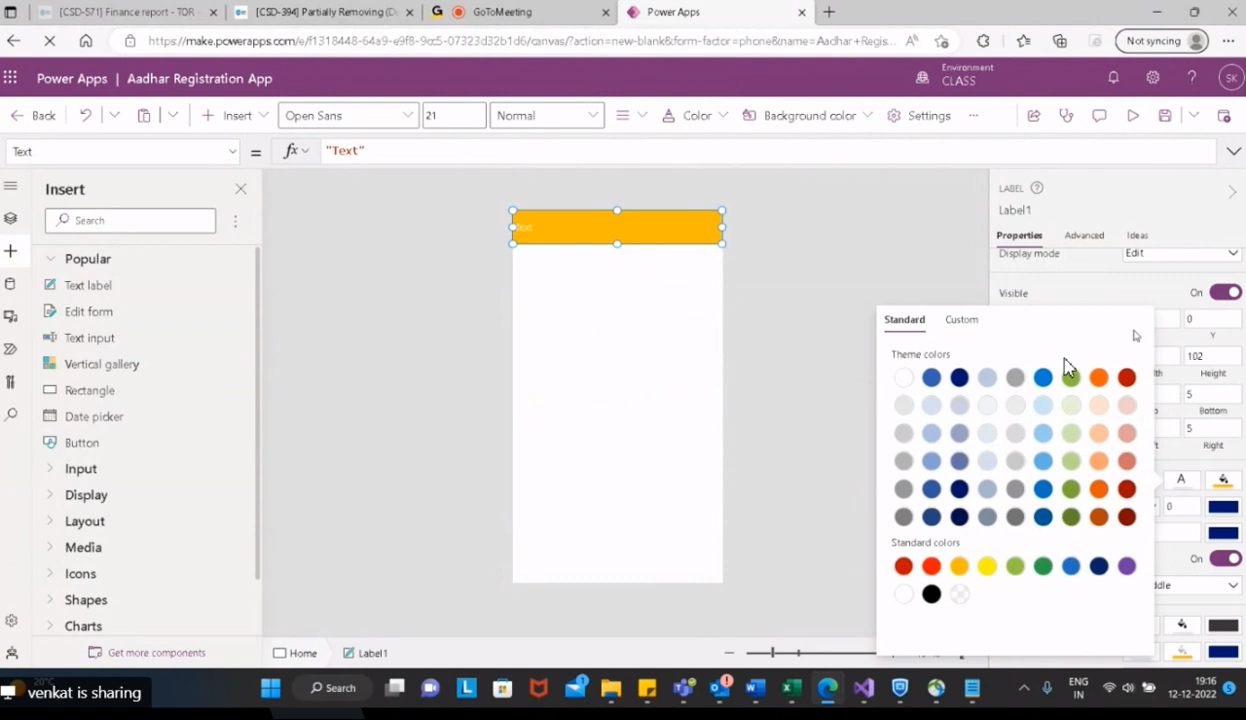 [CSD-571] Finance report - TOR -
[CSD-394] Partially Removing (De
G GoToMeeting
Power Apps
https://make.powerapps.com/e/f1318448-64a9-e9f8-9cc5-07323d32b1d6/canvas/?action=new-blank&form-factor=phone&name=Aadhar+Regis...
Not syncing
Power Apps | Aadhar Registration App
Environment
CLASS
SK
Back
Insert
Open Sans
21
Normal
Color
Background color
Settings
Text
= fx "Text"
Insert
Search
Popular
Text label
Edit form
Text input
Vertical gallery
Rectangle
Date picker
Button
Input
Display
Layout
Media
Icons
Shapes
Charts
Get more components
Text
LABEL
Label1
Properties Advanced Ideas
Display mode Edit
Visible On
0
Y
102
Height
5
Bottom
5
Right
A
0
On
Standard Custom
Theme colors
Standard colors
Home
Label1
20°C
venkat is sharing
Search
ENG
IN
19:16
12-12-2022
5